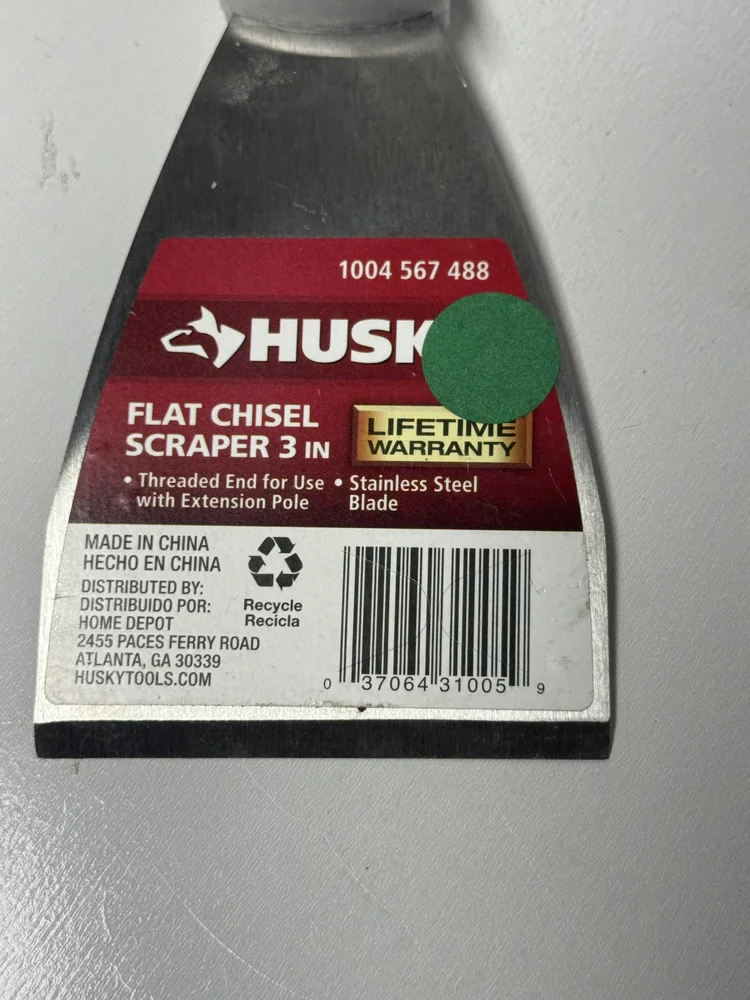 1004 567 488
HUSK
FLAT CHISEL
SCRAPER 3 IN
LIFETIME
WARRANTY
• Threaded End for Use
with Extension Pole
• Stainless Steel
Blade
MADE IN CHINA
HECHO EN CHINA
DISTRIBUTED BY:
DISTRIBUIDO POR:
HOME DEPOT
2455 PACES FERRY ROAD
ATLANTA, GA 30339
HUSKYTOOLS.COM
Recycle
Recicla
0 37064 31005 9